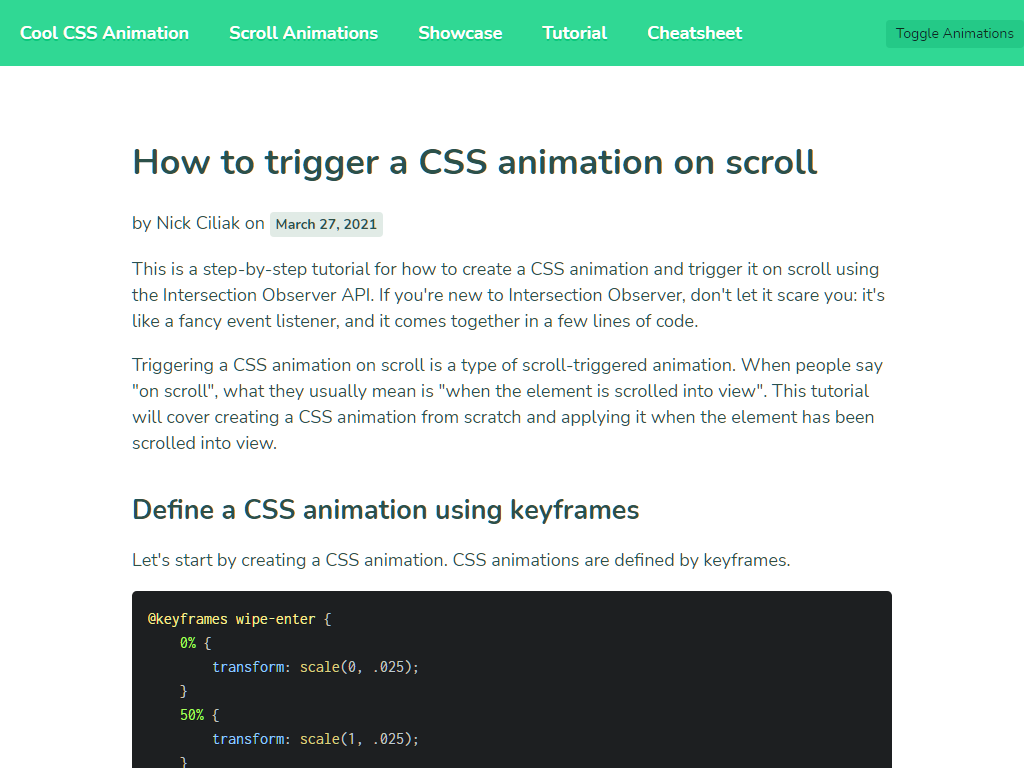 Cool CSS Animation Scroll Animations Showcase Tutorial Cheatsheet Toggle Animations
How to trigger a CSS animation on scroll
by Nick Ciliak on March 27, 2021
This is a step-by-step tutorial for how to create a CSS animation and trigger it on scroll using
the Intersection Observer API. If you're new to Intersection Observer, don't let it scare you: it's
like a fancy event listener, and it comes together in a few lines of code.
Triggering a CSS animation on scroll is a type of scroll-triggered animation. When people say
"on scroll", what they usually mean is "when the element is scrolled into view". This tutorial
will cover creating a CSS animation from scratch and applying it when the element has been
scrolled into view.
Define a CSS animation using keyframes
Let's start by creating a CSS animation. CSS animations are defined by keyframes.
@keyframes wipe-enter {
    0% {
        transform: scale(0, .025);
    }
    50% {
        transform: scale(1, .025);
    }